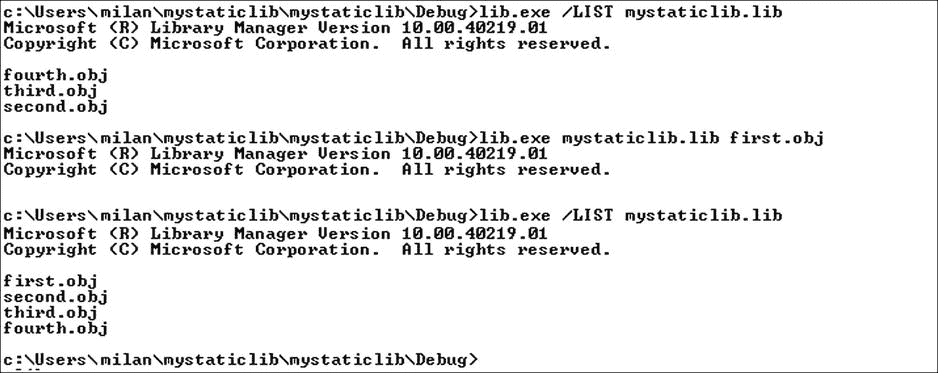 c:\Users\milan\mystaticlib\mystaticlib\Debug>lib.exe /LIST mystaticlib.lib
Microsoft (R) Library Manager Version 10.00.40219.01
Copyright (C) Microsoft Corporation.  All rights reserved.
fourth.obj
third.obj
second.obj
c:\Users\milan\mystaticlib\mystaticlib\Debug>lib.exe mystaticlib.lib first.obj
Microsoft (R) Library Manager Version 10.00.40219.01
Copyright (C) Microsoft Corporation.  All rights reserved.
c:\Users\milan\mystaticlib\mystaticlib\Debug>lib.exe /LIST mystaticlib.lib
Microsoft (R) Library Manager Version 10.00.40219.01
Copyright (C) Microsoft Corporation.  All rights reserved.
first.obj
second.obj
third.obj
fourth.obj
c:\Users\milan\mystaticlib\mystaticlib\Debug>